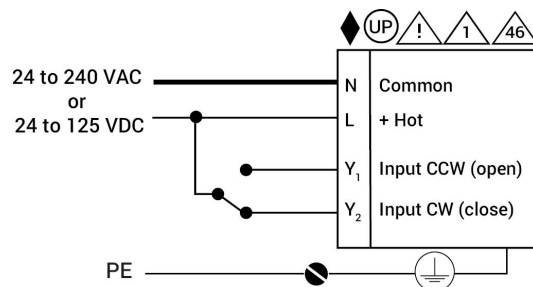 UP ! 1 46
24 to 240 VAC
or
24 to 125 VDC
N Common
L + Hot
Y1 Input CCW (open)
Y2 Input CW (close)
PE